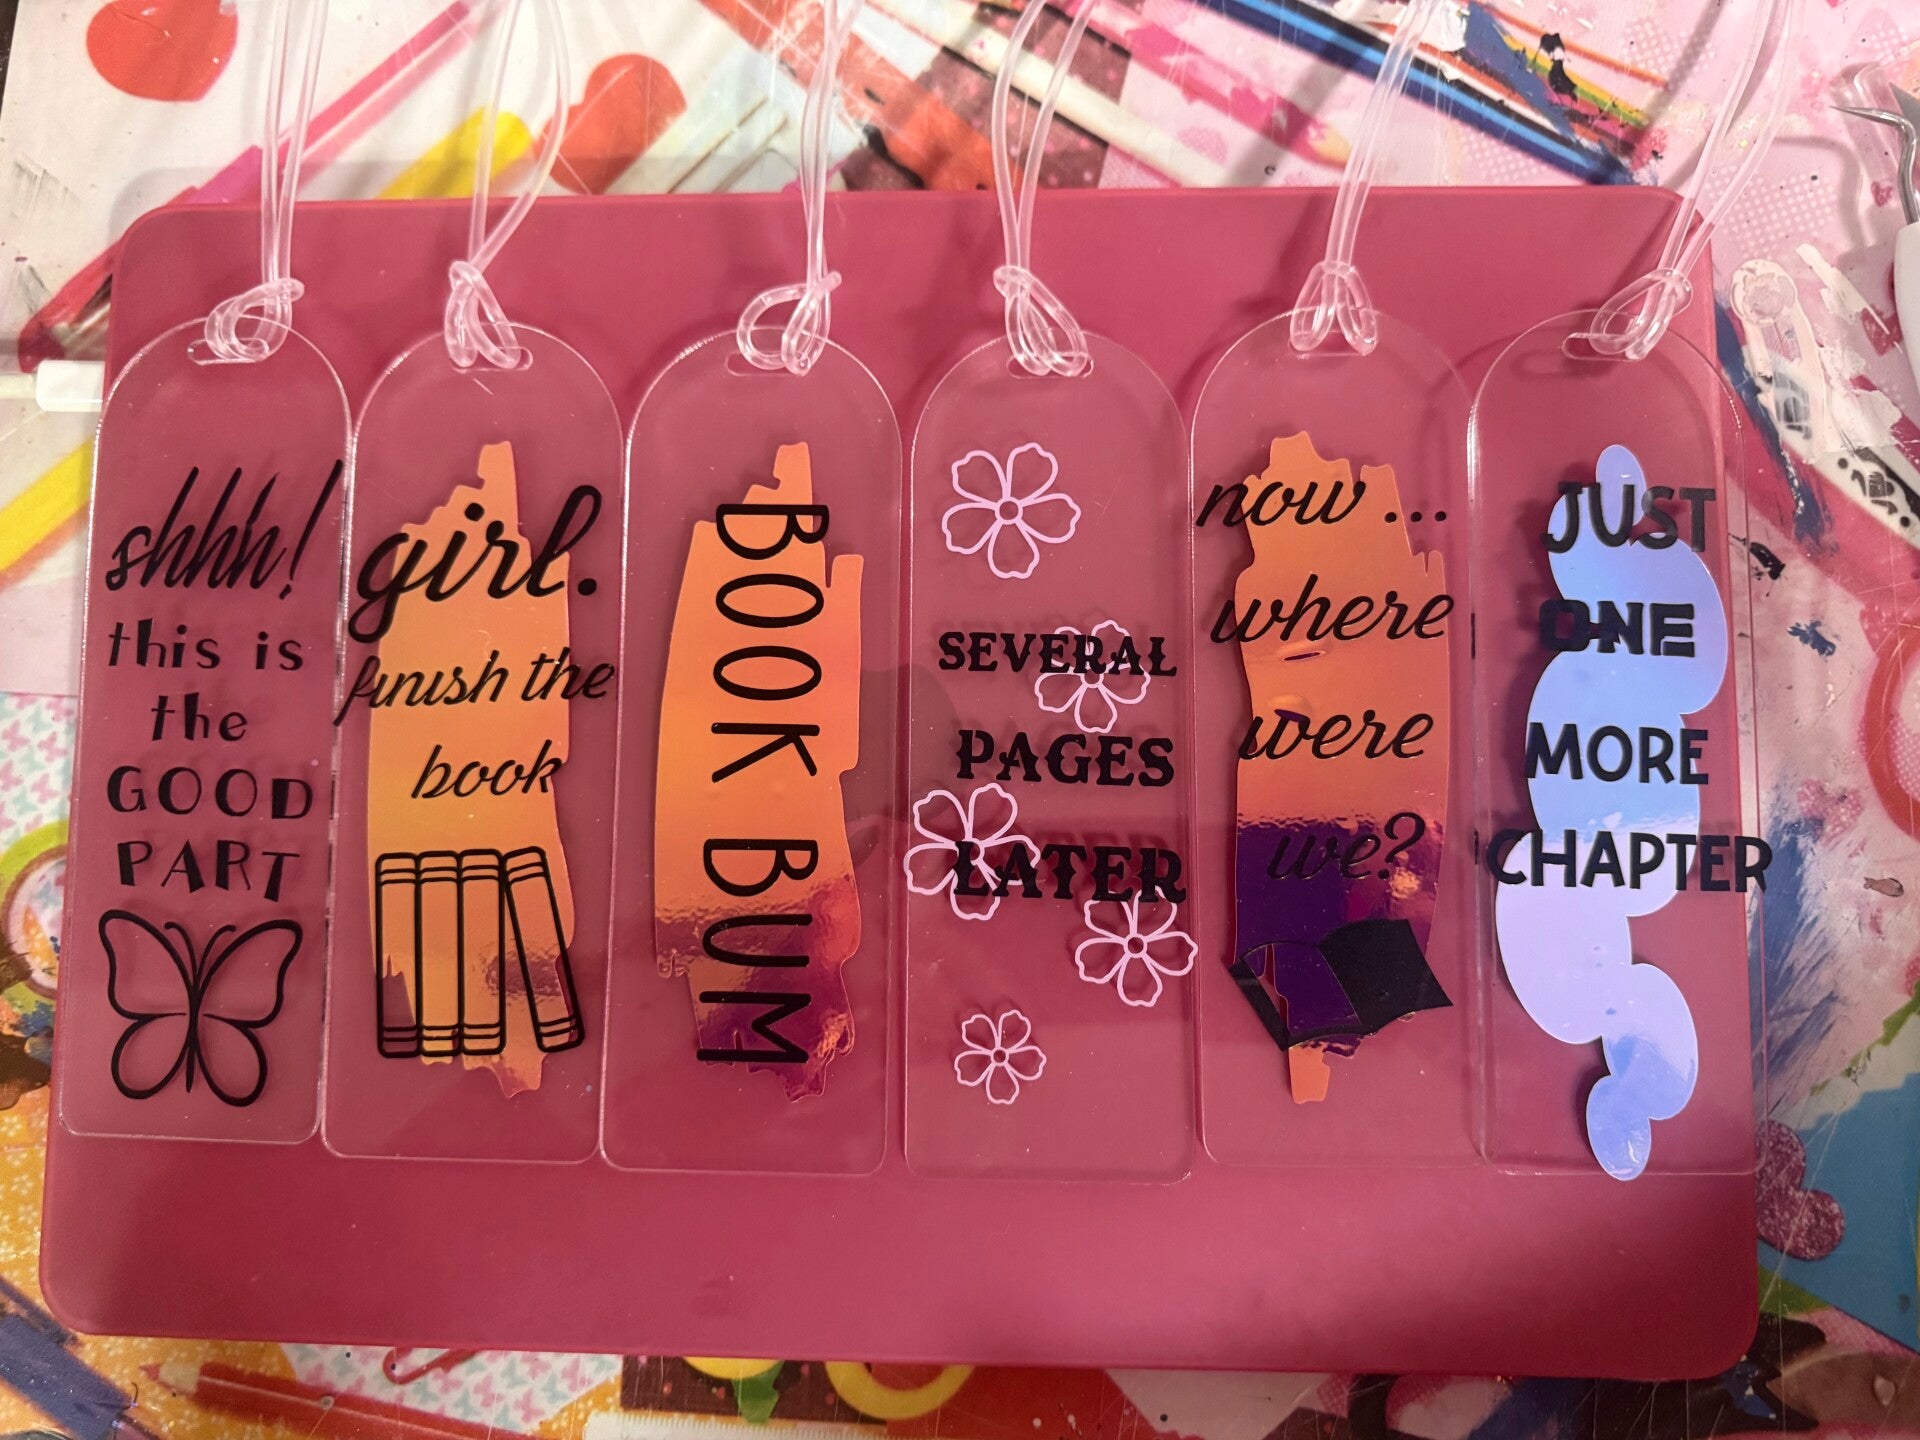 shhh!
this is
the
GOOD
PART
girl.
finish the
book
BOOK BUM
SEVERAL
PAGES
LATER
now ...
where
were
we?
JUST
ONE
MORE
CHAPTER